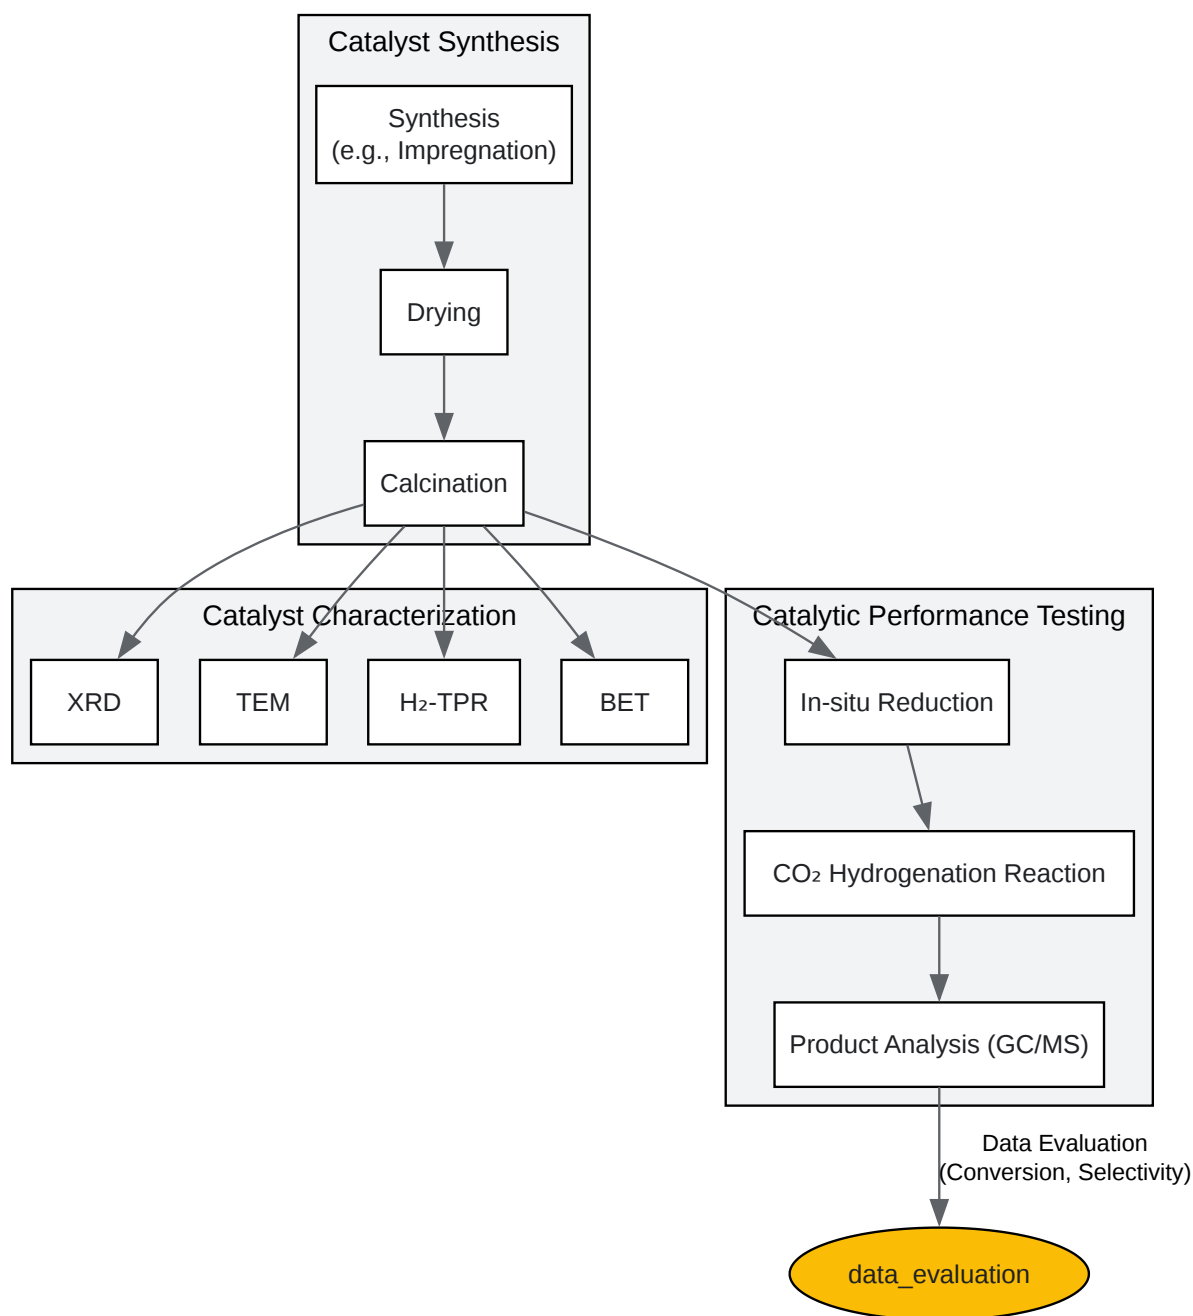 Catalyst Synthesis
Synthesis
(e.g., Impregnation)
Drying
Calcination
Catalyst Characterization
XRD
TEM
H₂-TPR
BET
Catalytic Performance Testing
In-situ Reduction
CO₂ Hydrogenation Reaction
Product Analysis (GC/MS)
Data Evaluation
(Conversion, Selectivity)
data_evaluation